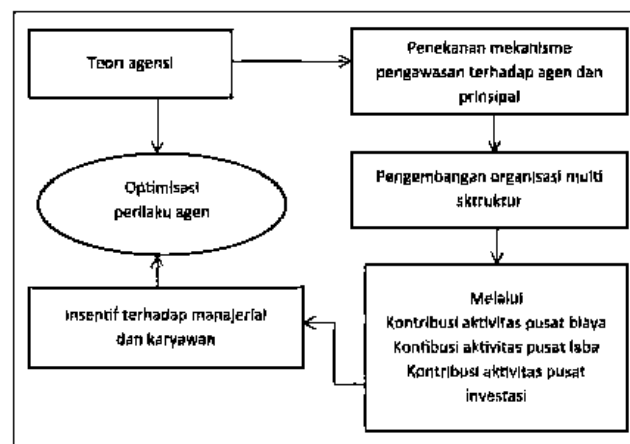 Teori agensi
Penekanan mekanisme
pengawasan terhadap agen dan
prinsipal
Optimisasi
perilaku agen
Pengembangan organisasi multi
sktruktur
Insentif terhadap manajerial
dan karyawan
Melalui
Kontribusi aktivitas pusat biaya
Kontibusi aktivitas pusat laba
Kontribusi aktivitas pusat
investasi